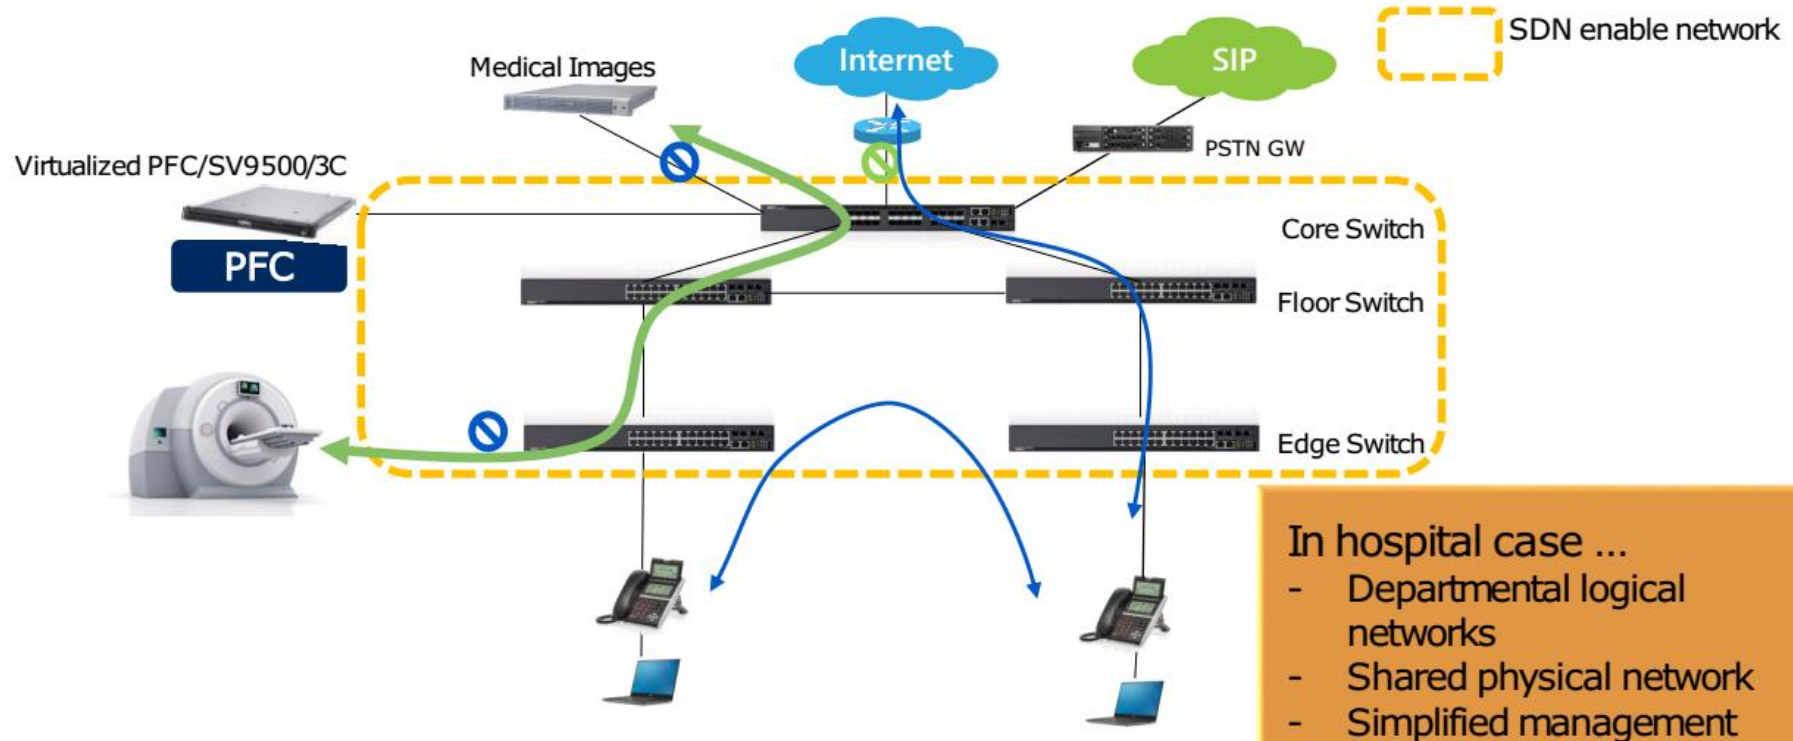 SDN enable network
Medical Images
Internet
SIP
PSTN GW
Virtualized PFC/SV9500/3C
PFC
Core Switch
Floor Switch
Edge Switch
In hospital case ...
- Departmental logical
networks
- Shared physical network
- Simplified management